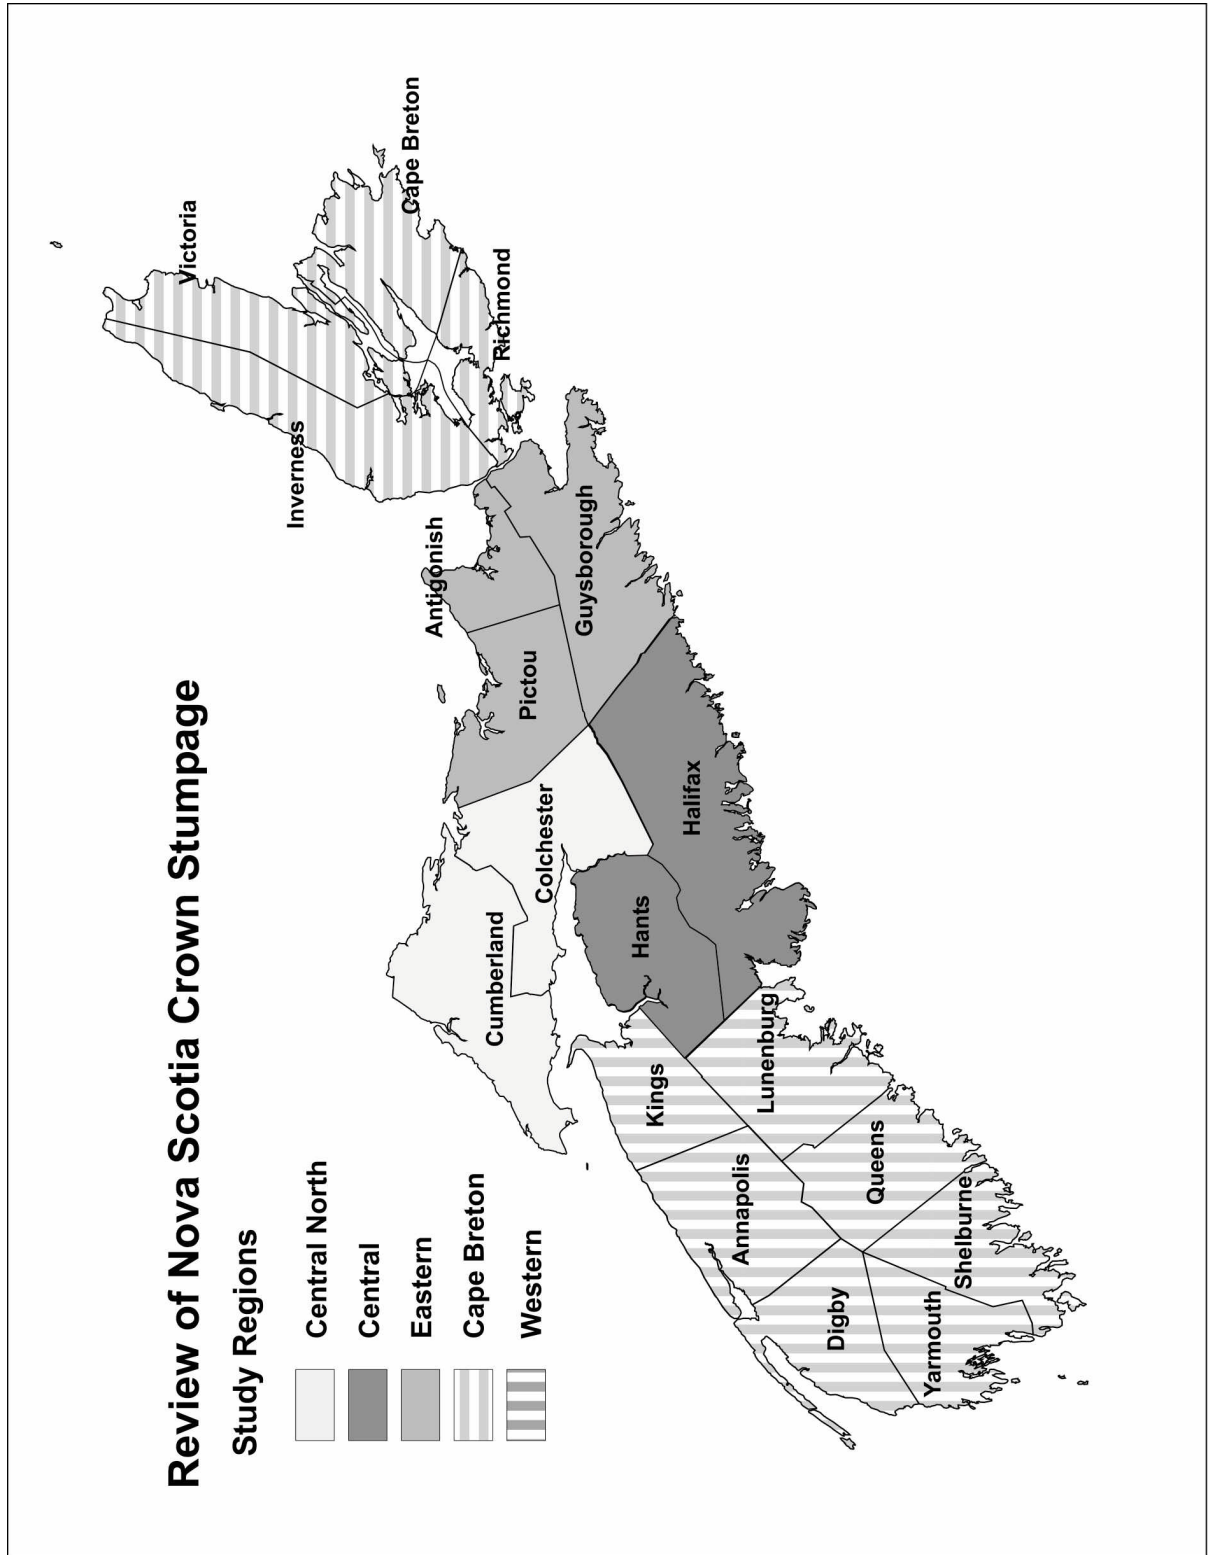 Review of Nova Scotia Crown Stumpage
Study Regions
Central North
Central
Eastern
Cape Breton
Western
Victoria
Cape Breton
Inverness
Richmond
Antigonish
Guysborough
Pictou
Colchester
Cumberland
Halifax
Hants
Kings
Lunenburg
Annapolis
Queens
Digby
Shelburne
Yarmouth